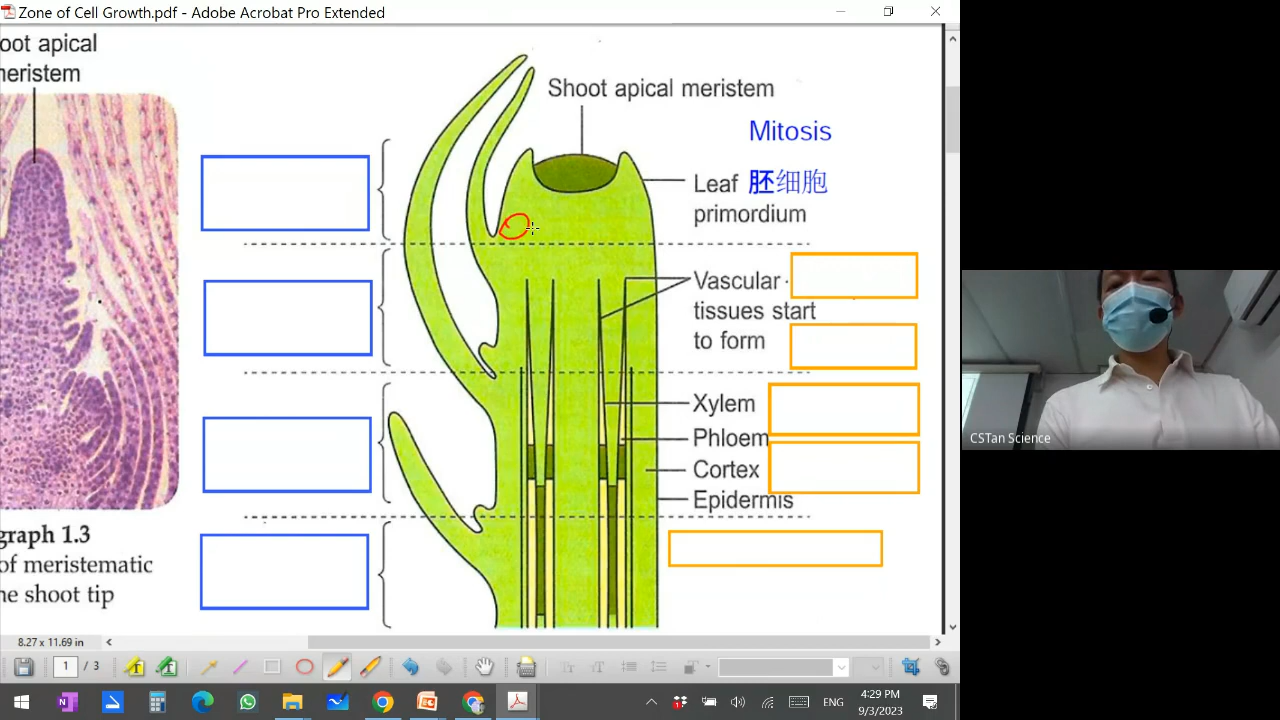 Zone of Cell Growth.pdf - Adobe Acrobat Pro Extended
oot apical
neristem
Shoot apical meristem
Mitosis
Leaf 胚细胞
primordium
Vascular
tissues start
to form
Xylem
Phloem
Cortex
Epidermis
graph 1.3
of meristematic
ne shoot tip
CSTan Science
8.27 x 11.69 in
1 / 3
ENG
4:29 PM
9/3/2023